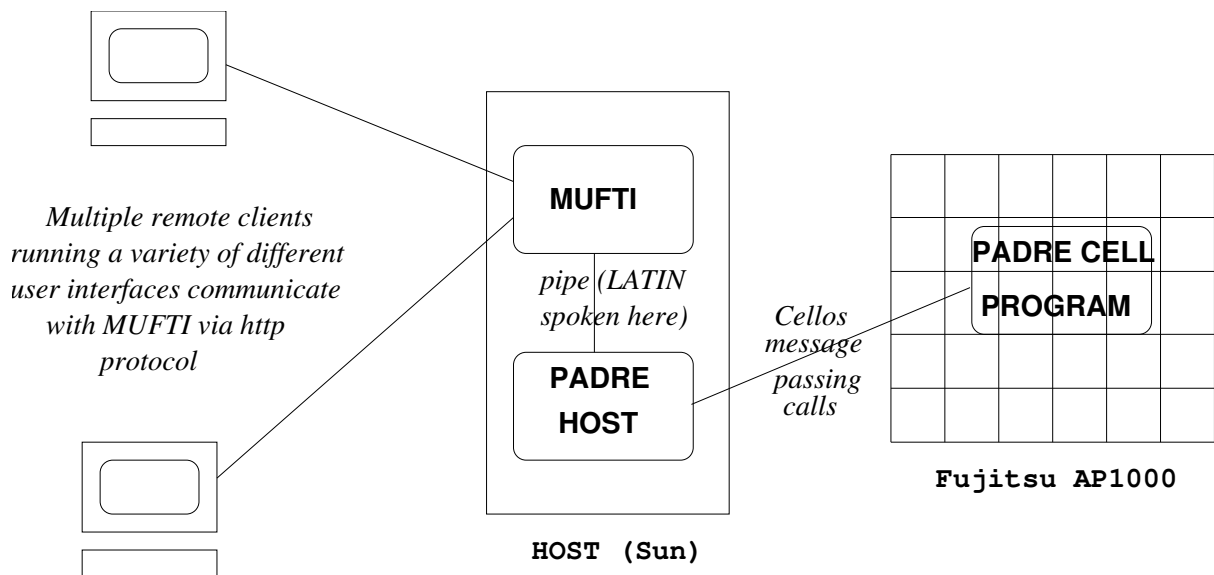 Multiple remote clients
running a variety of different
user interfaces communicate
with MUFTI via http
protocol
MUFTI
pipe (LATIN
spoken here)
PADRE
HOST
HOST (Sun)
Cellos
message
passing
calls
PADRE CELL
PROGRAM
Fujitsu AP1000